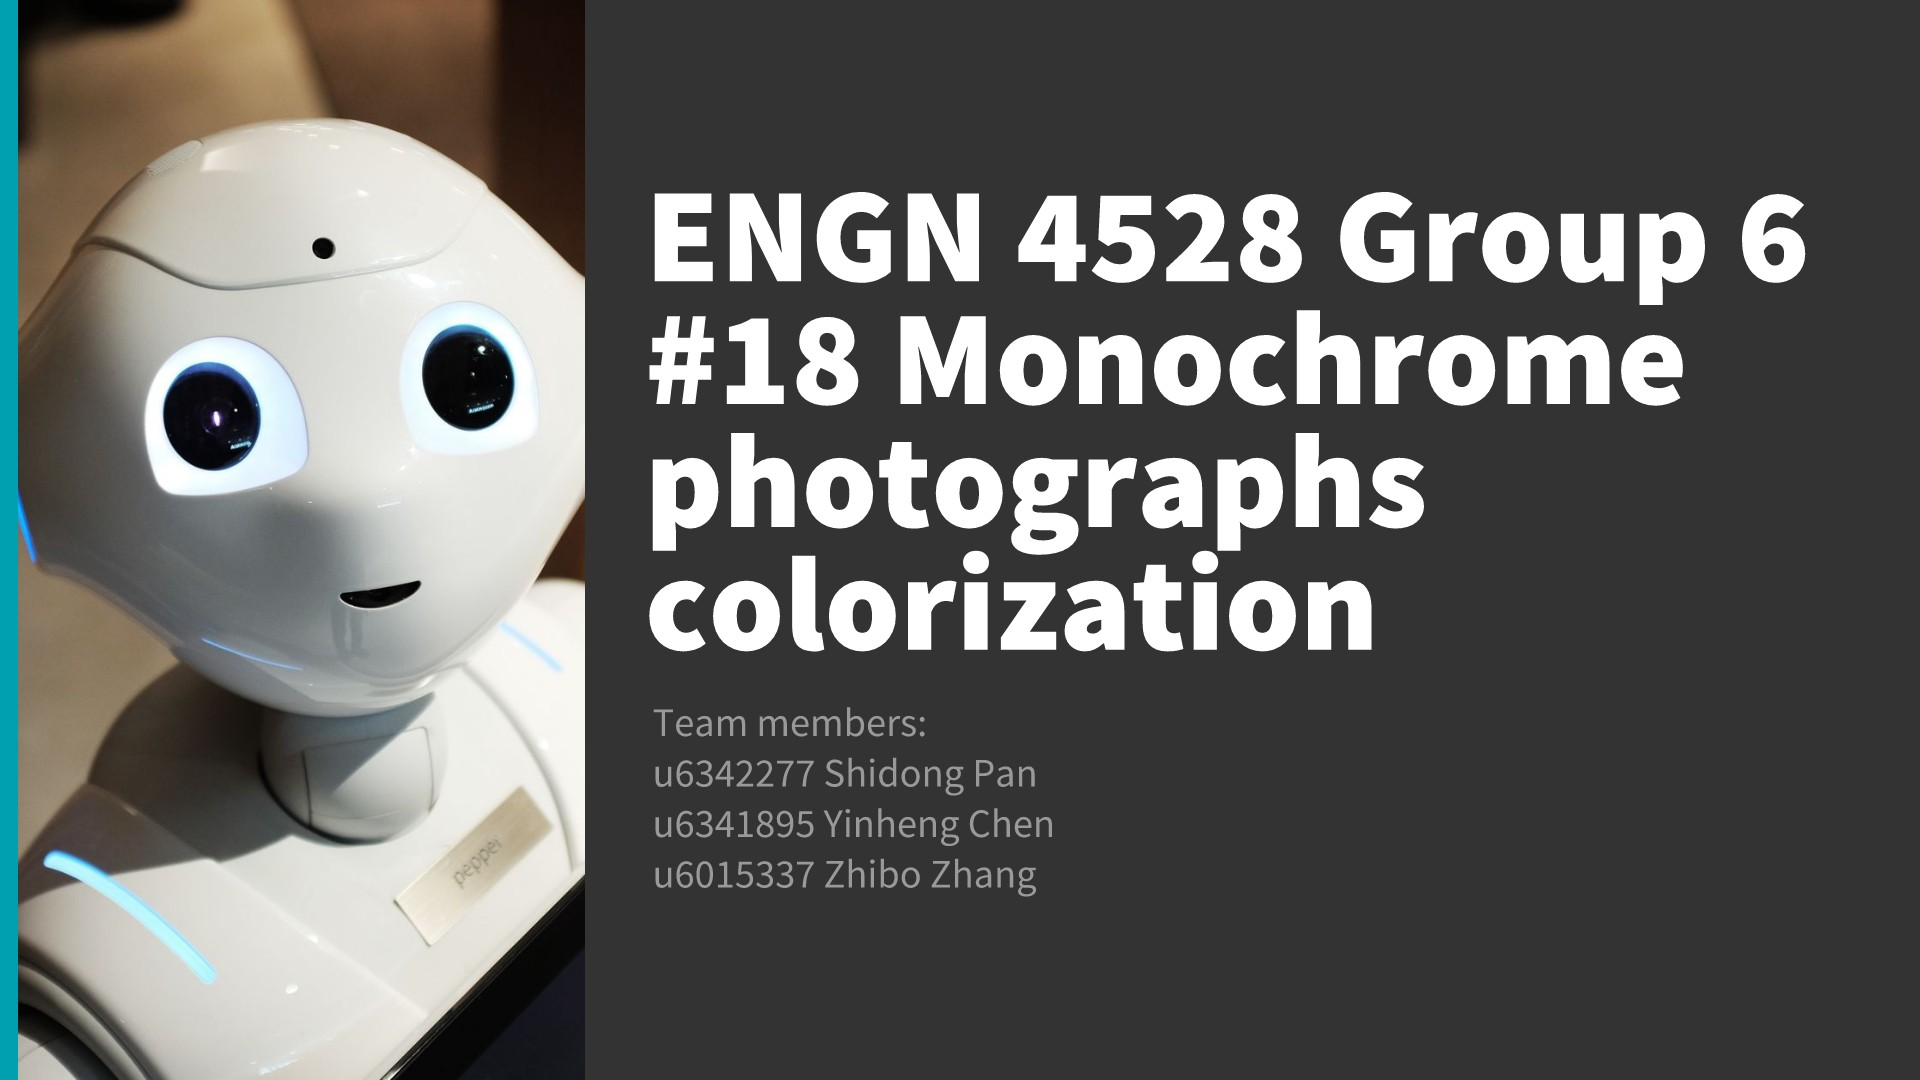 ENGN 4528 Group 6
#18 Monochrome
photographs
colorization
Team members:
u6342277 Shidong Pan
u6341895 Yinheng Chen
u6015337 Zhibo Zhang
pepper